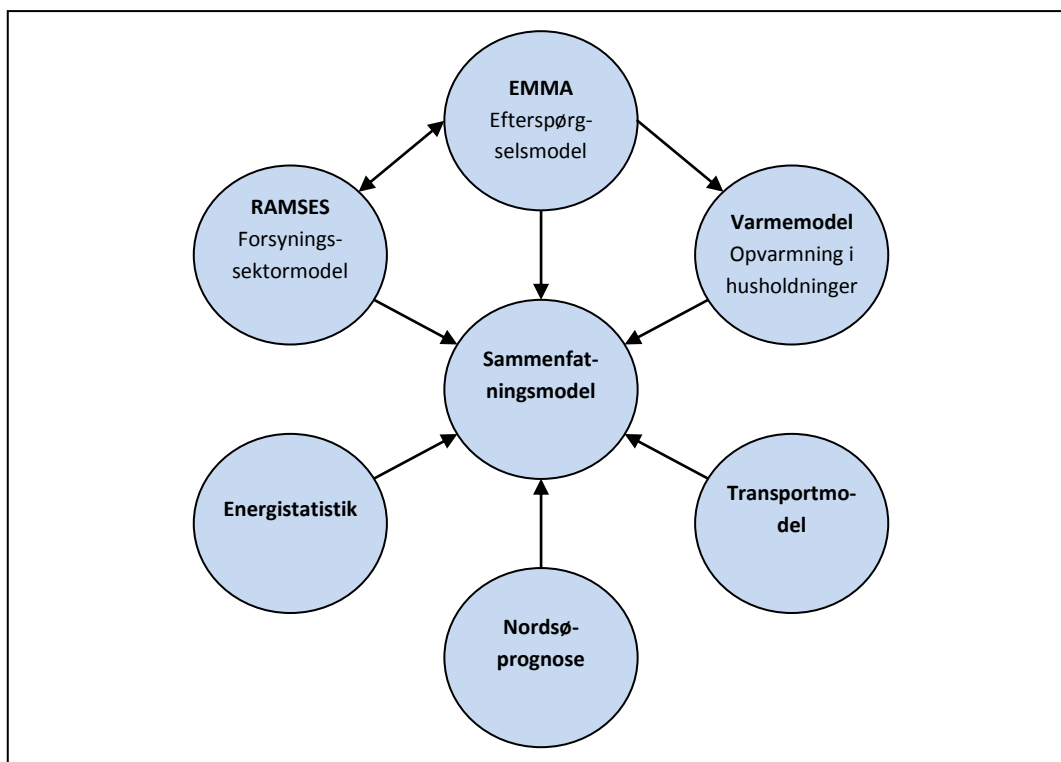 EMMA
Efterspørg-
selsmodel
RAMSES
Forsynings-
sektormodel
Varmemodel
Opvarmning i
husholdninger
Sammenfat-
ningsmodel
Energistatistik
Transportmo-
del
Nordsø-
prognose